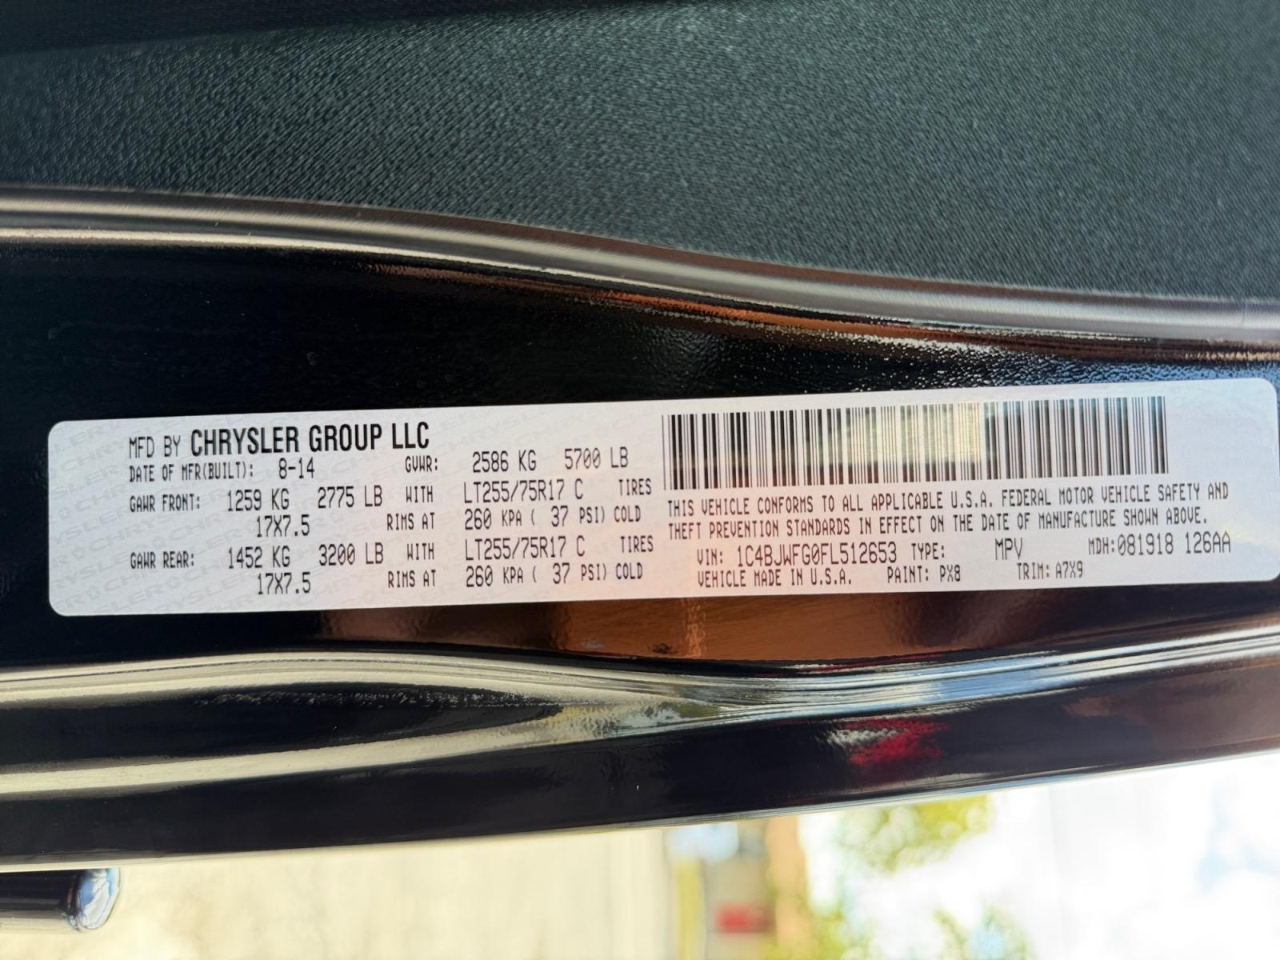 MFD BY CHRYSLER GROUP LLC
DATE OF MFR(BUILT): 8-14 GVWR: 2586 KG 5700 LB
GAWR FRONT: 1259 KG 2775 LB WITH LT255/75R17 C TIRES
17X7.5 RIMS AT 260 KPA ( 37 PSI) COLD
GAWR REAR: 1452 KG 3200 LB WITH LT255/75R17 C TIRES
17X7.5 RIMS AT 260 KPA ( 37 PSI) COLD
THIS VEHICLE CONFORMS TO ALL APPLICABLE U.S.A. FEDERAL MOTOR VEHICLE SAFETY AND
THEFT PREVENTION STANDARDS IN EFFECT ON THE DATE OF MANUFACTURE SHOWN ABOVE.
VIN: 1C4BJWFG0FL512653 TYPE: MPV MDH:081918 126AA
VEHICLE MADE IN U.S.A. PAINT: PX8 TRIM: A7X9